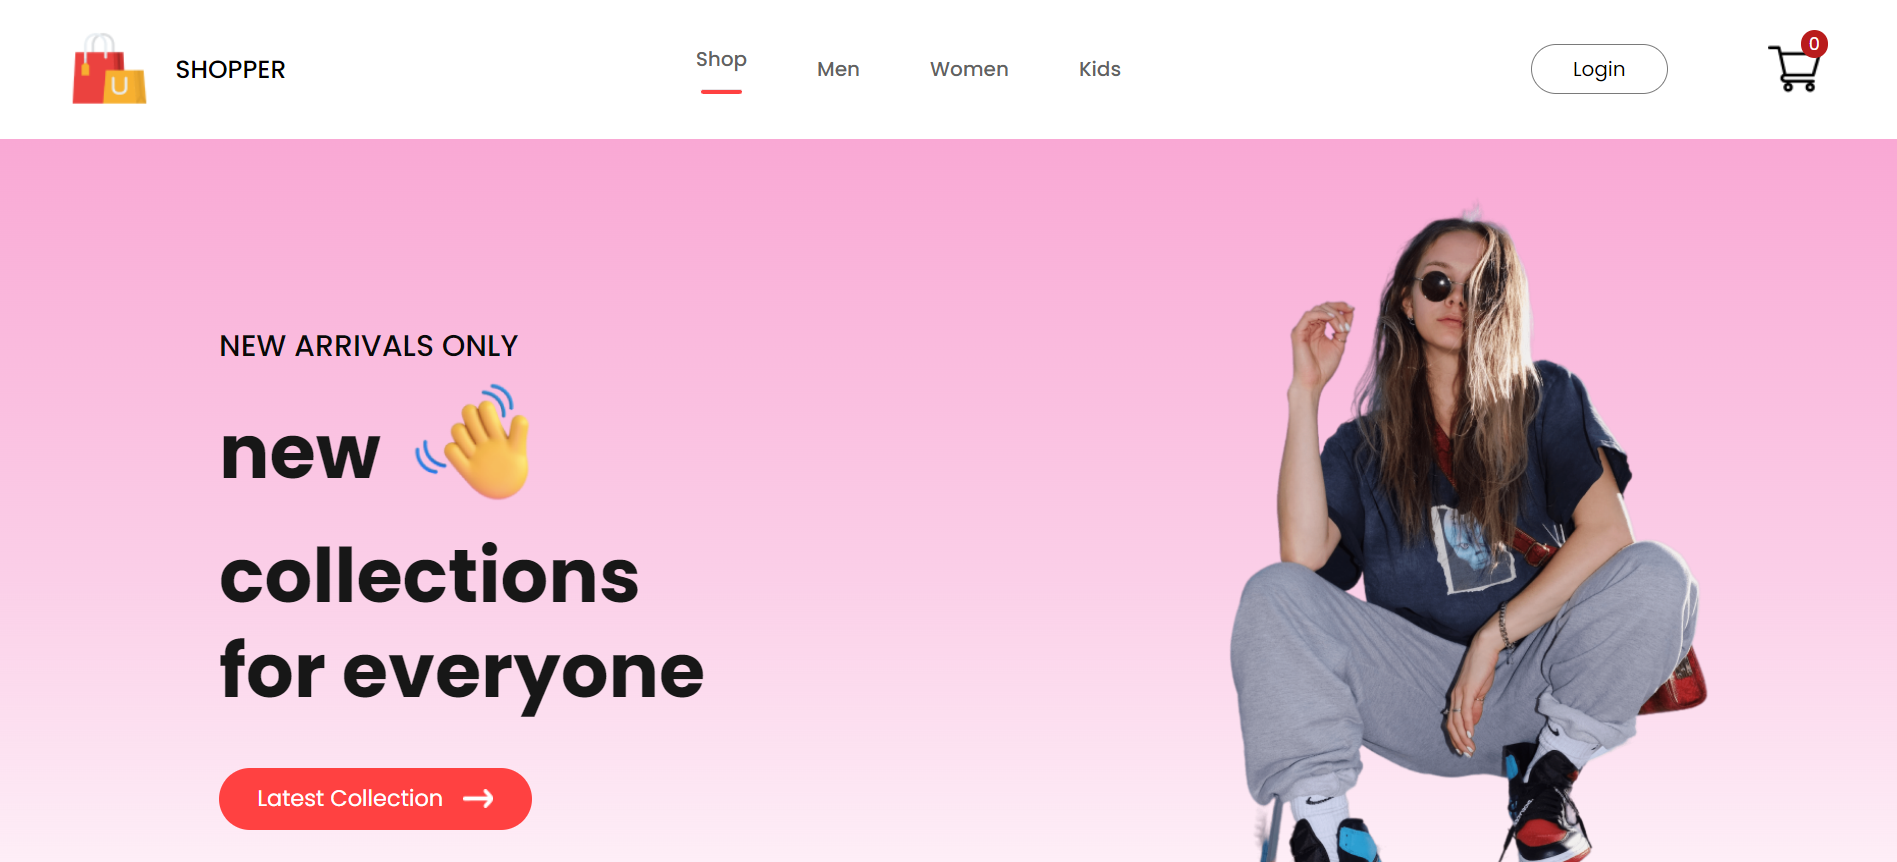 SHOPPER
Shop
Men
Women
Kids
Login
0
U
NEW ARRIVALS ONLY
new
collections
for everyone
Latest Collection